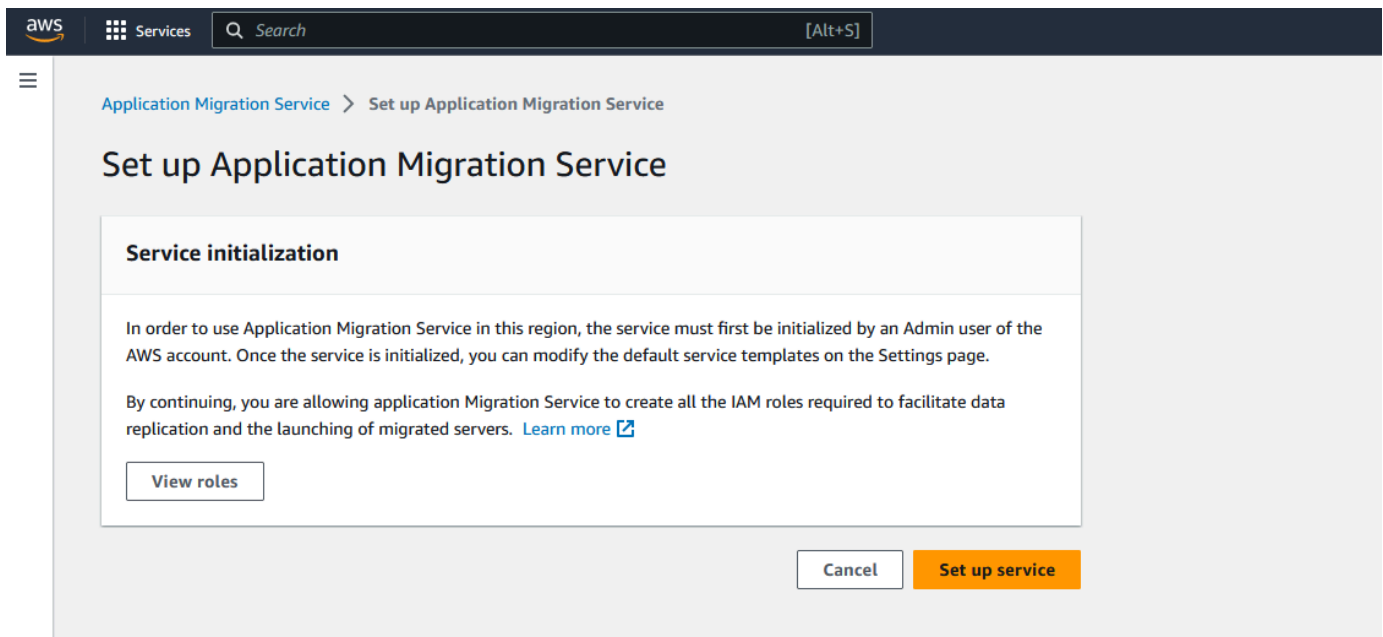 aws
Services
Search
[Alt+S]
Application Migration Service > Set up Application Migration Service
Set up Application Migration Service
Service initialization
In order to use Application Migration Service in this region, the service must first be initialized by an Admin user of the
AWS account. Once the service is initialized, you can modify the default service templates on the Settings page.
By continuing, you are allowing application Migration Service to create all the IAM roles required to facilitate data
replication and the launching of migrated servers. Learn more
View roles
Cancel
Set up service